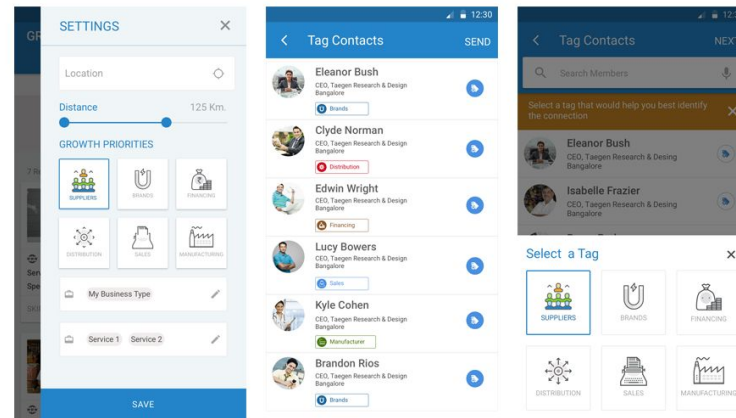 SETTINGS
Location
Distance
125 Km.
GROWTH PRIORITIES
SUPPLIERS
BRANDS
FINANCING
DISTRIBUTION
SALES
MANUFACTURING
My Business Type
Service 1
Service 2
SAVE
12:30
Tag Contacts
SEND
Eleanor Bush
CEO, Taegen Research & Design
Bangalore
Brands
Clyde Norman
CEO, Taegen Research & Design
Bangalore
Distribution
Edwin Wright
CEO, Taegen Research & Design
Bangalore
Financing
Lucy Bowers
CEO, Taegen Research & Design
Bangalore
Sales
Kyle Cohen
CEO, Taegen Research & Design
Bangalore
Manufacturer
Brandon Rios
CEO, Taegen Research & Design
Bangalore
Brands
Tag Contacts
NEX
Search Members
Select a tag that would help you best identify
the connection
Eleanor Bush
CEO, Taegen Research & Desing
Bangalore
Isabelle Frazier
CEO, Taegen Research & Desing
Bangalore
Select a Tag
SUPPLIERS
BRANDS
FINANCING
DISTRIBUTION
SALES
MANUFACTURING